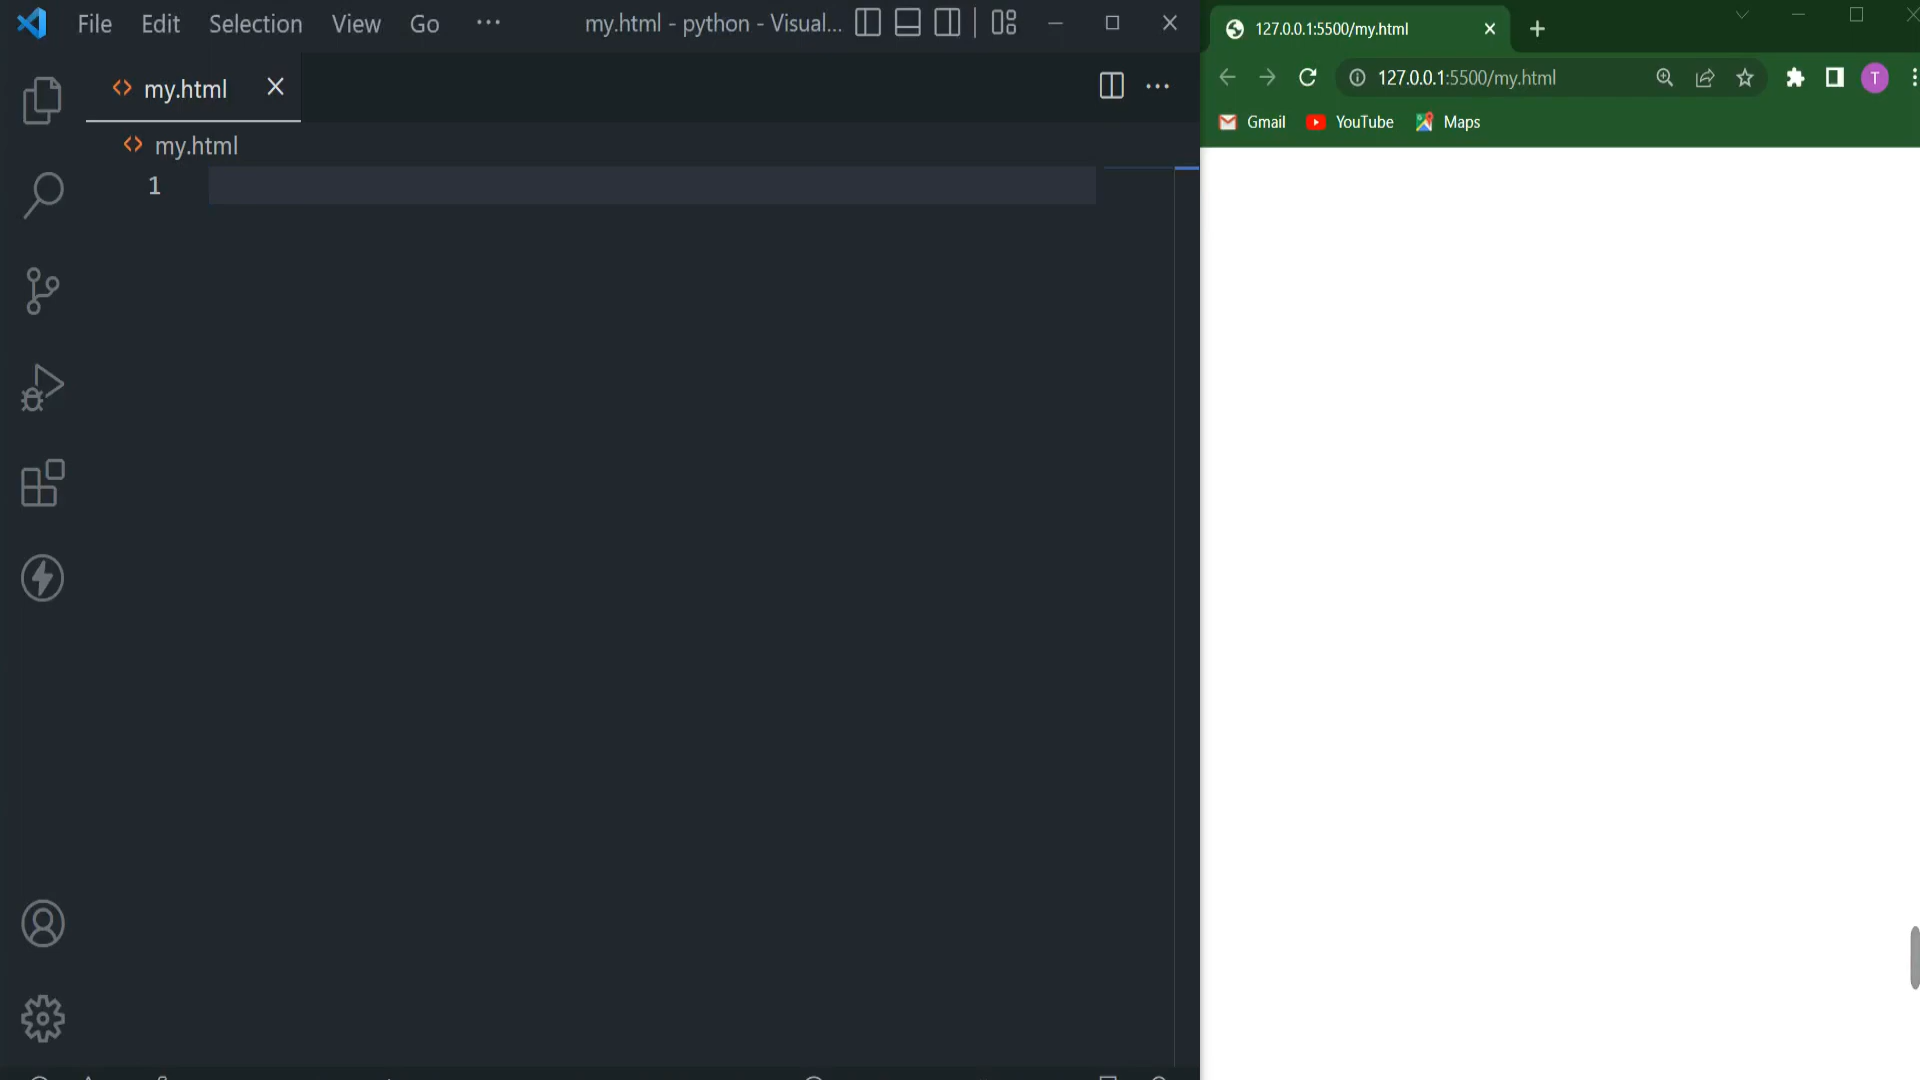 File Edit Selection View Go ··· my.html - python - Visual...
my.html
my.html
1
127.0.0.1:5500/my.html
127.0.0.1:5500/my.html
T
Gmail YouTube Maps